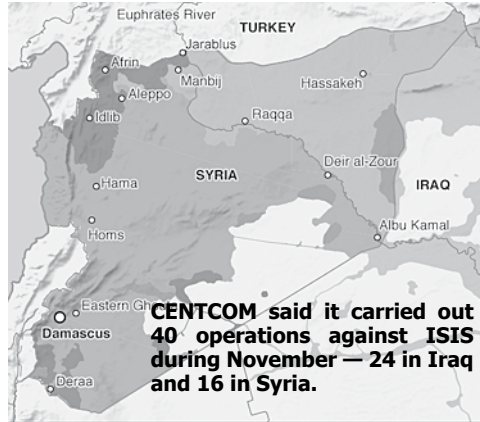 Euphrates River
TURKEY
Jarablus
Afrin
Manbij
Hassakeh
Aleppo
Idlib
Raqqa
SYRIA
Deir al-Zour
IRAQ
Hama
Homs
Albu Kamal
Eastern
Damascus
Deraa
CENTCOM said it carried out
40 operations against ISIS
during November — 24 in Iraq
and 16 in Syria.